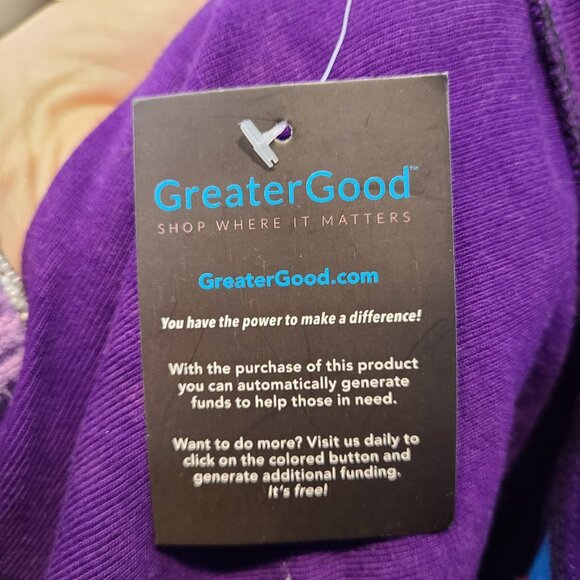 GreaterGood™
SHOP WHERE IT MATTERS
GreaterGood.com
You have the power to make a difference!
With the purchase of this product
you can automatically generate
funds to help those in need.
Want to do more? Visit us daily to
click on the colored button and
generate additional funding.
It's free!